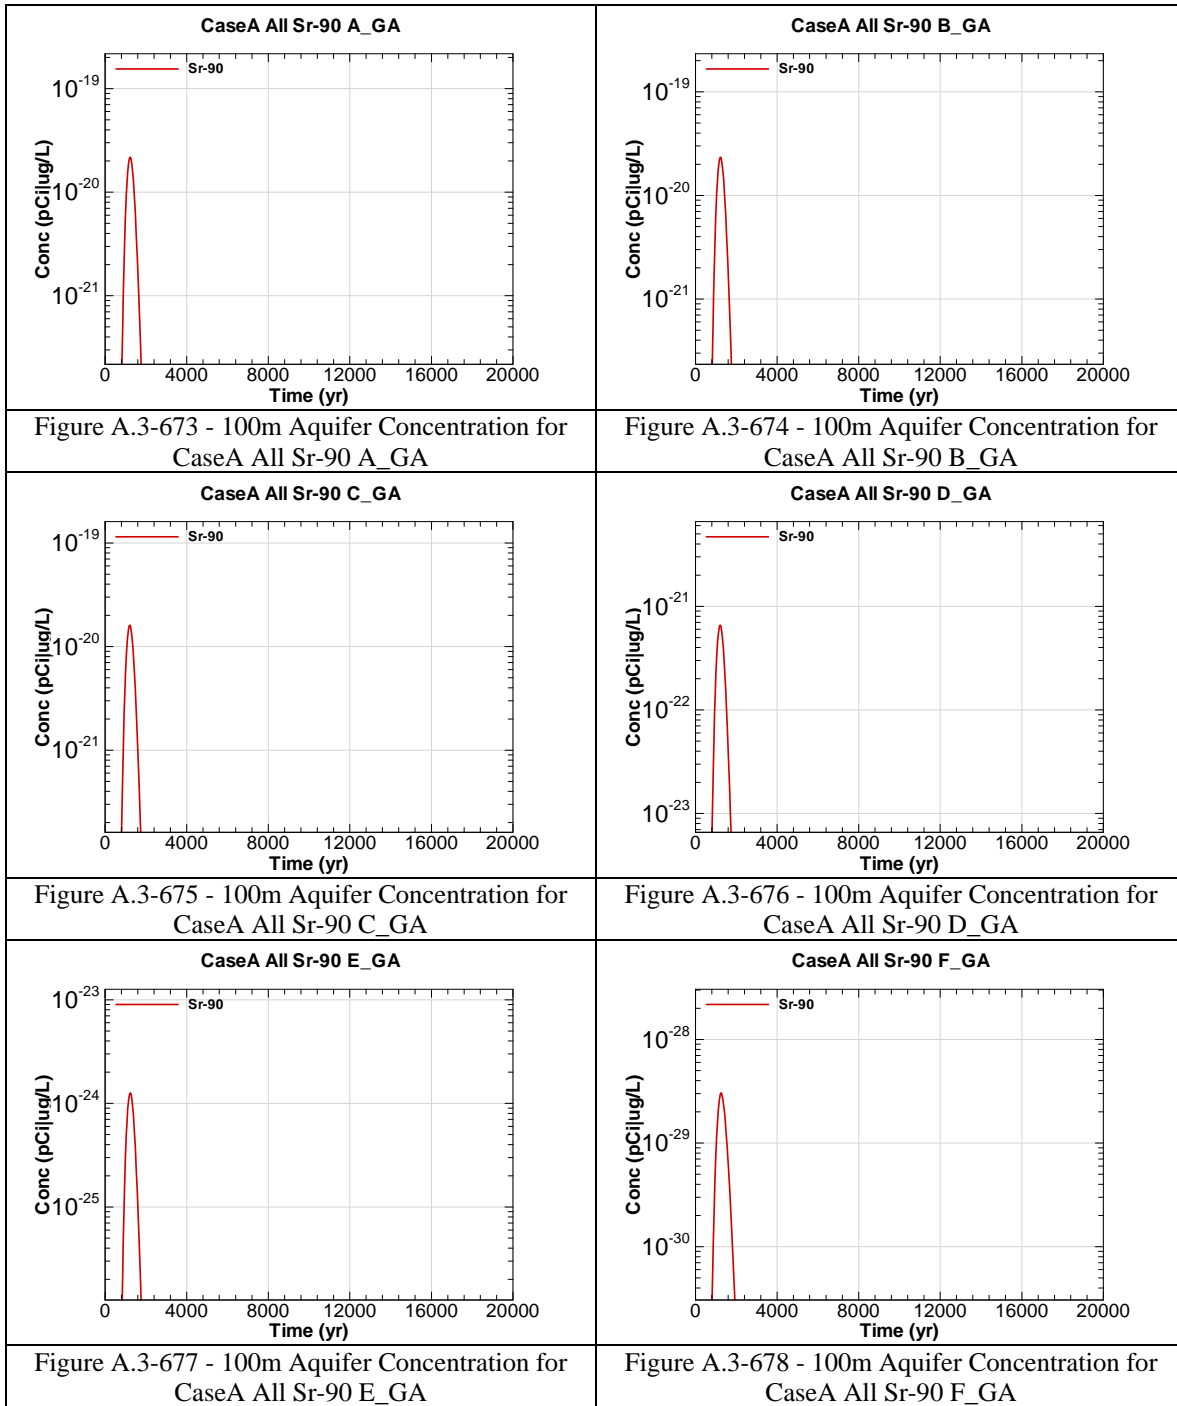 CaseA All Sr-90 A_GA
Sr-90
10-19
10-20
10-21
Conc (pCi|ug/L)
0 4000 8000 12000 16000 20000
Time (yr)
Figure A.3-673 - 100m Aquifer Concentration for
CaseA All Sr-90 A_GA
CaseA All Sr-90 B_GA
Sr-90
10-19
10-20
10-21
Conc (pCi|ug/L)
0 4000 8000 12000 16000 20000
Time (yr)
Figure A.3-674 - 100m Aquifer Concentration for
CaseA All Sr-90 B_GA
CaseA All Sr-90 C_GA
Sr-90
10-19
10-20
10-21
Conc (pCi|ug/L)
0 4000 8000 12000 16000 20000
Time (yr)
Figure A.3-675 - 100m Aquifer Concentration for
CaseA All Sr-90 C_GA
CaseA All Sr-90 D_GA
Sr-90
10-21
10-22
10-23
Conc (pCi|ug/L)
0 4000 8000 12000 16000 20000
Time (yr)
Figure A.3-676 - 100m Aquifer Concentration for
CaseA All Sr-90 D_GA
CaseA All Sr-90 E_GA
Sr-90
10-23
10-24
10-25
Conc (pCi|ug/L)
0 4000 8000 12000 16000 20000
Time (yr)
Figure A.3-677 - 100m Aquifer Concentration for
CaseA All Sr-90 E_GA
CaseA All Sr-90 F_GA
Sr-90
10-28
10-29
10-30
Conc (pCi|ug/L)
0 4000 8000 12000 16000 20000
Time (yr)
Figure A.3-678 - 100m Aquifer Concentration for
CaseA All Sr-90 F_GA